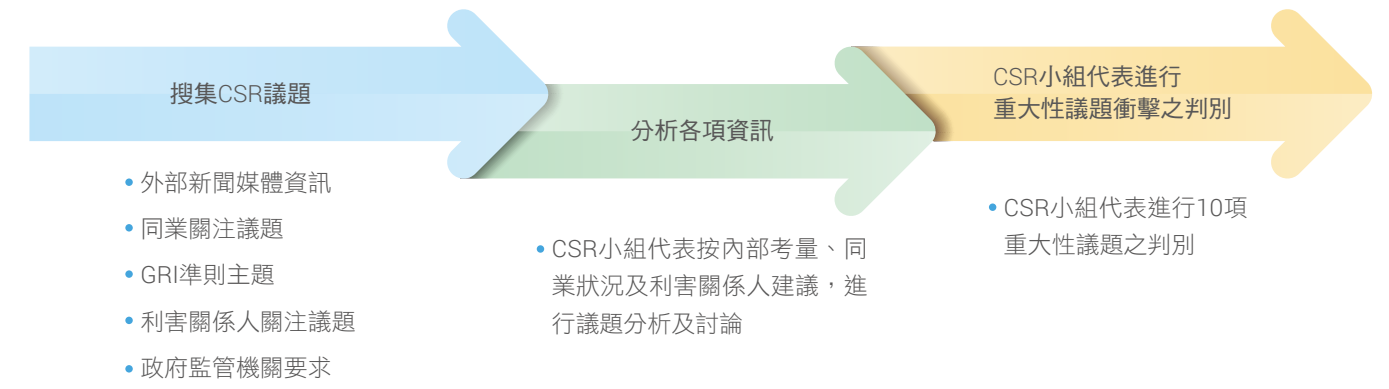 搜集CSR議題
• 外部新聞媒體資訊
• 同業關注議題
• GRI準則主題
• 利害關係人關注議題
• 政府監管機關要求
分析各項資訊
• CSR小組代表按內部考量、同
業狀況及利害關係人建議，進
行議題分析及討論
CSR小組代表進行
重大性議題衝擊之判別
• CSR小組代表進行10項
重大性議題之判別